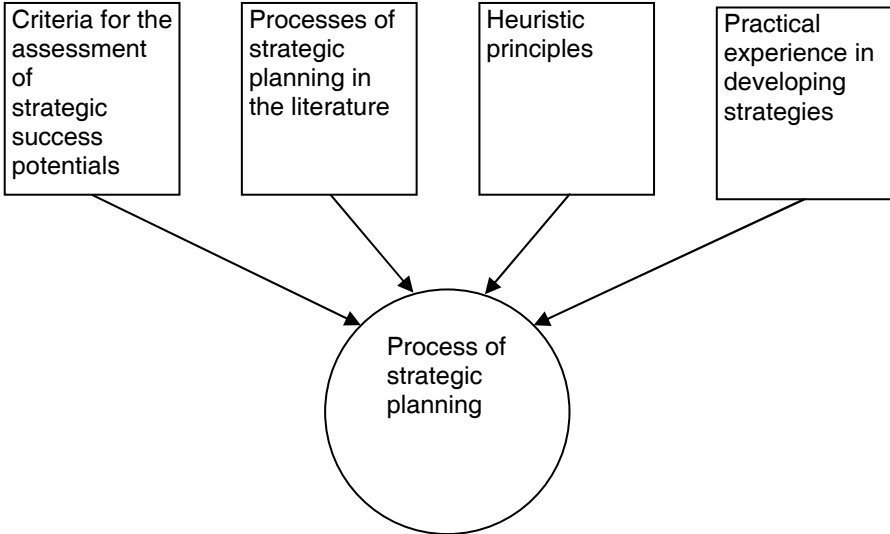 Criteria for the
assessment
of
strategic
success
potentials
Processes of
strategic
planning in
the literature
Heuristic
principles
Practical
experience in
developing
strategies
Process of
strategic
planning